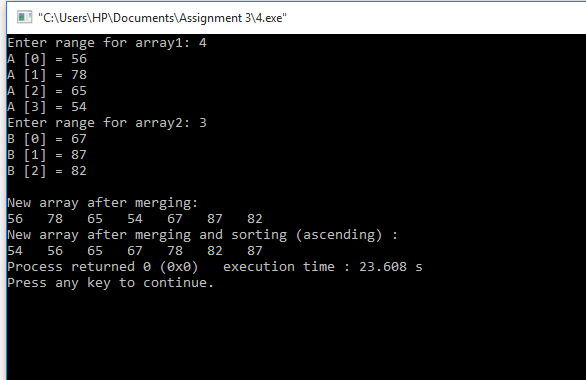 "C:\Users\HP\Documents\Assignment 3\4.exe"
Enter range for array1: 4
A [0] = 56
A [1] = 78
A [2] = 65
A [3] = 54
Enter range for array2: 3
B [0] = 67
B [1] = 87
B [2] = 82
New array after merging:
56   78   65   54   67   87   82
New array after merging and sorting (ascending) :
54   56   65   67   78   82   87
Process returned 0 (0x0)   execution time : 23.608 s
Press any key to continue.